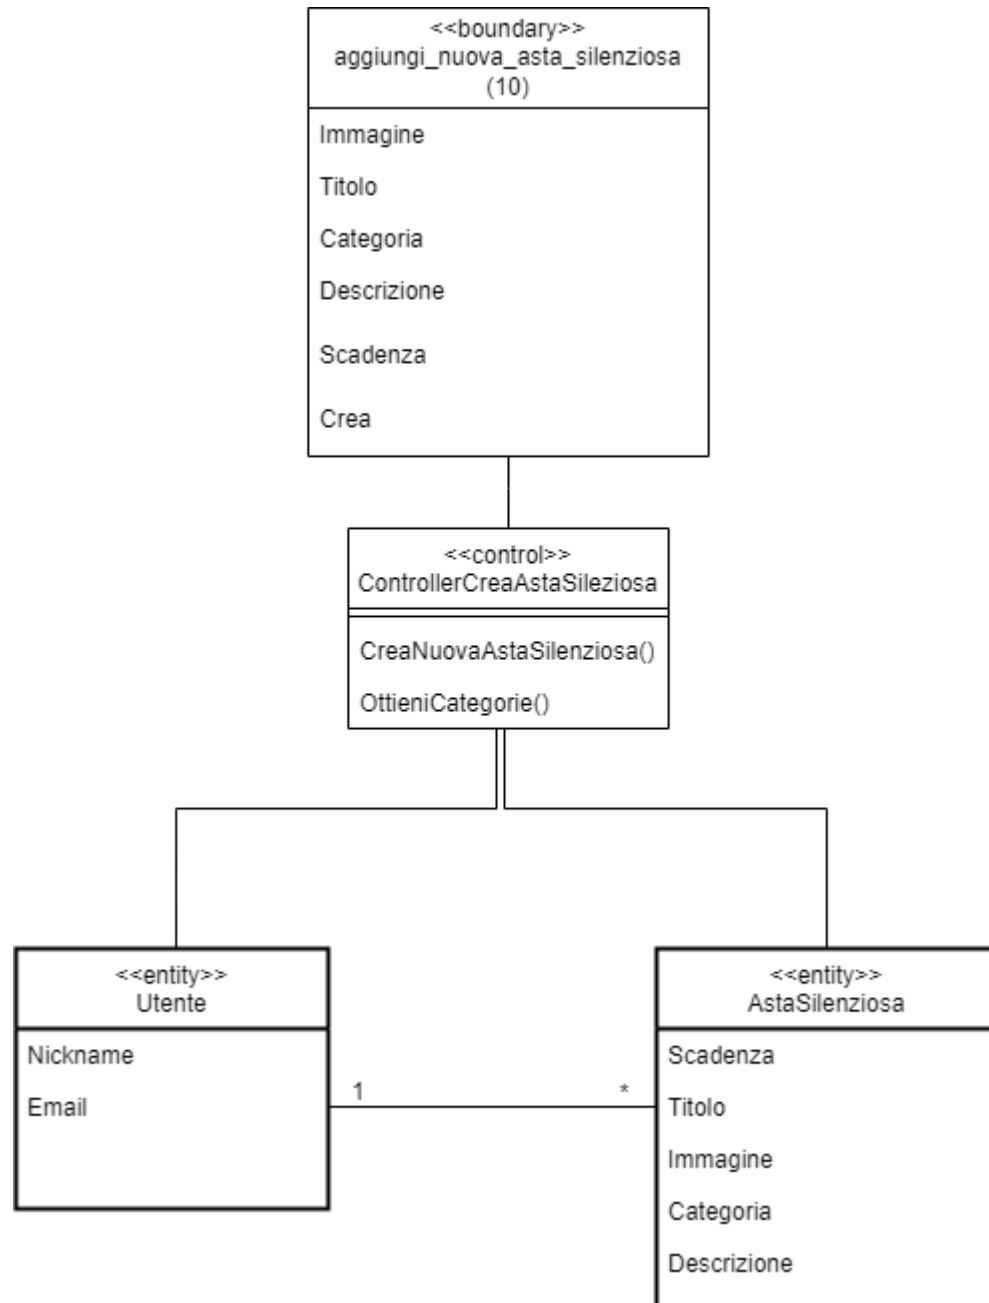 <<boundary>>
aggiungi_nuova_asta_silenziosa
(10)
Immagine
Titolo
Categoria
Descrizione
Scadenza
Crea
<<control>>
ControllerCreaAstaSileziosa
CreaNuovaAstaSilenziosa()
OttieniCategorie()
<<entity>>
Utente
Nickname
Email
1
*
<<entity>>
AstaSilenziosa
Scadenza
Titolo
Immagine
Categoria
Descrizione